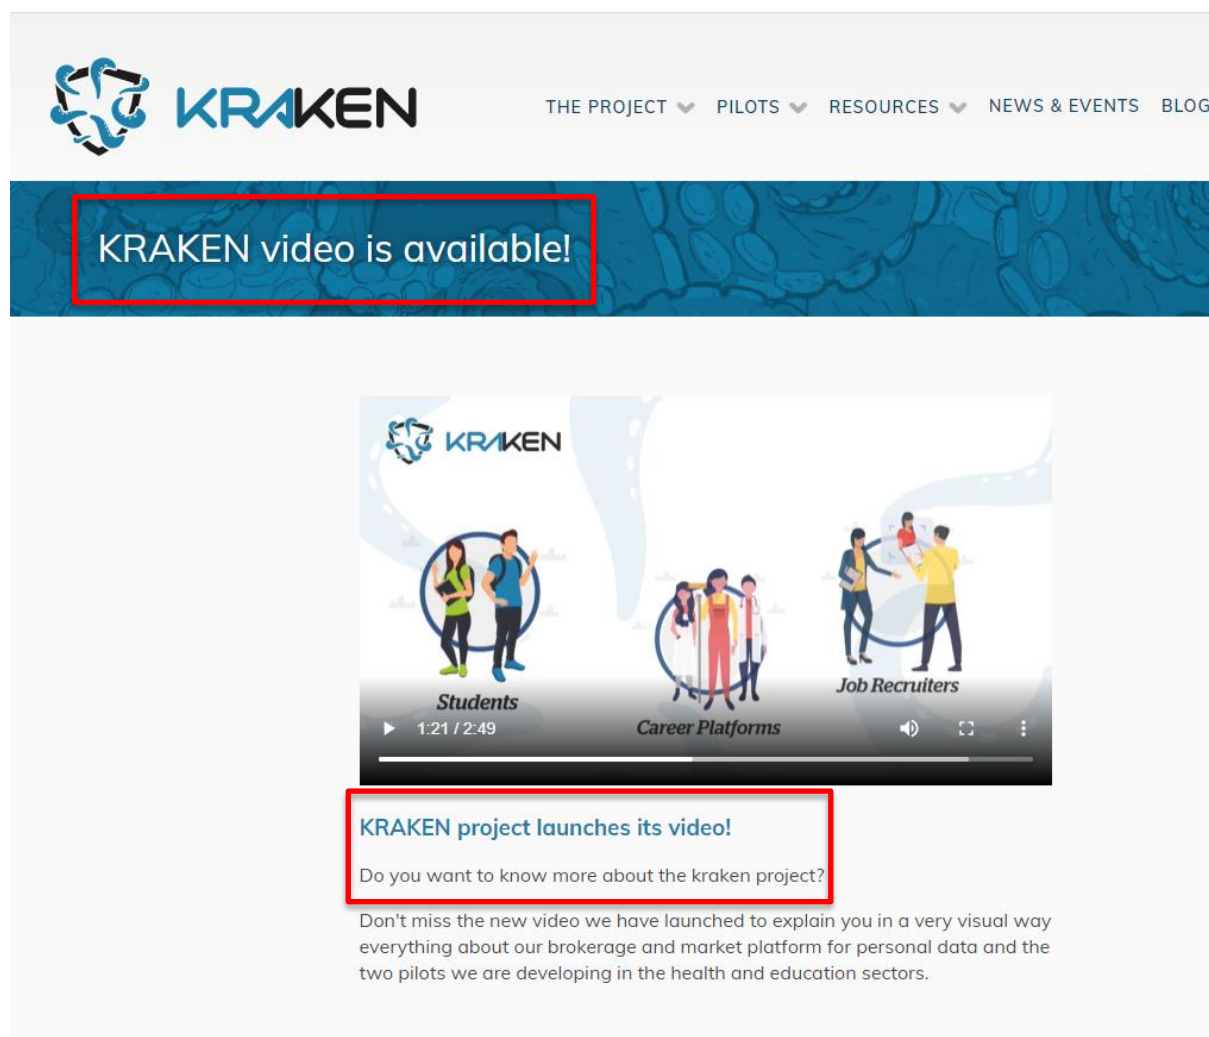 KRAKEN
THE PROJECT PILOTS RESOURCES NEWS & EVENTS BLOG
KRAKEN video is available!
KRAKEN
Students
Career Platforms
Job Recruiters
1:21 / 2:49
KRAKEN project launches its video!
Do you want to know more about the kraken project?
Don't miss the new video we have launched to explain you in a very visual way
everything about our brokerage and market platform for personal data and the
two pilots we are developing in the health and education sectors.